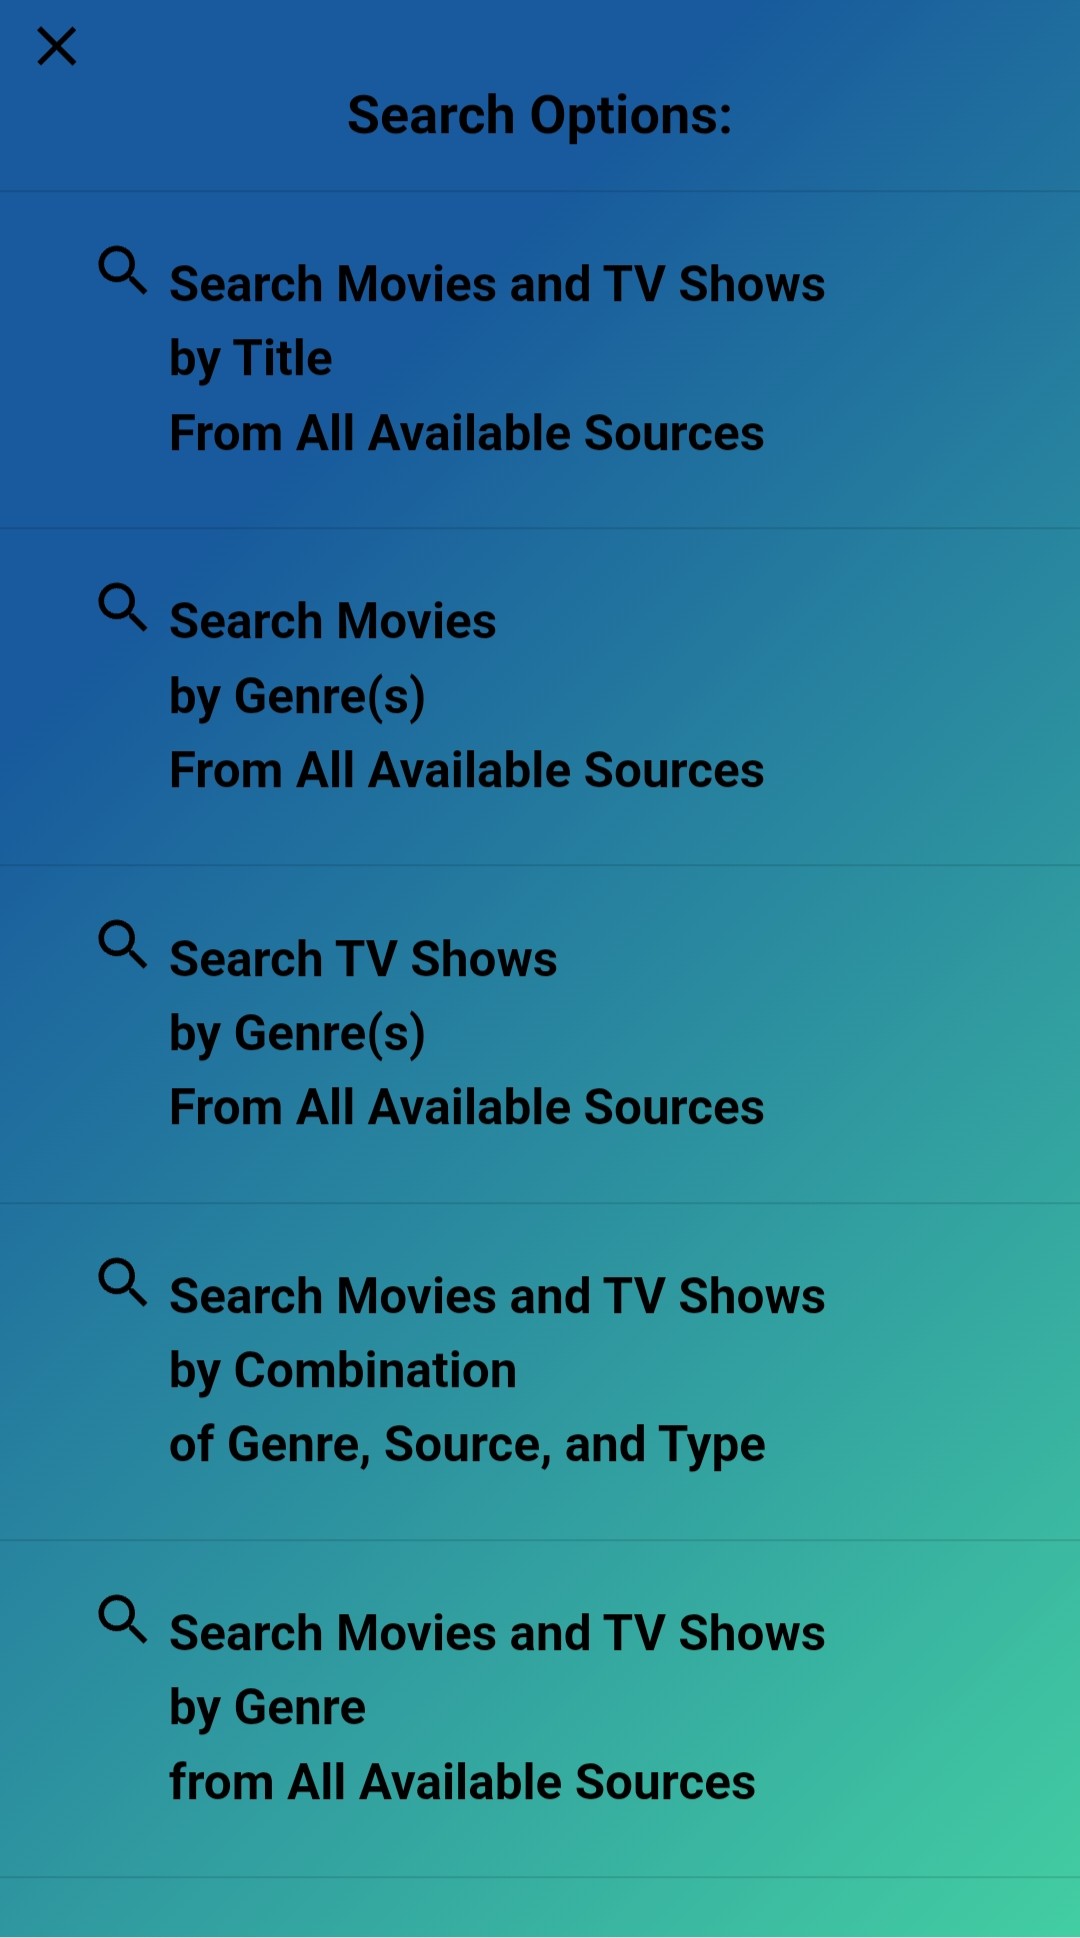 Search Options:
Search Movies and TV Shows
by Title
From All Available Sources
Search Movies
by Genre(s)
From All Available Sources
Search TV Shows
by Genre(s)
From All Available Sources
Search Movies and TV Shows
by Combination
of Genre, Source, and Type
Search Movies and TV Shows
by Genre
from All Available Sources